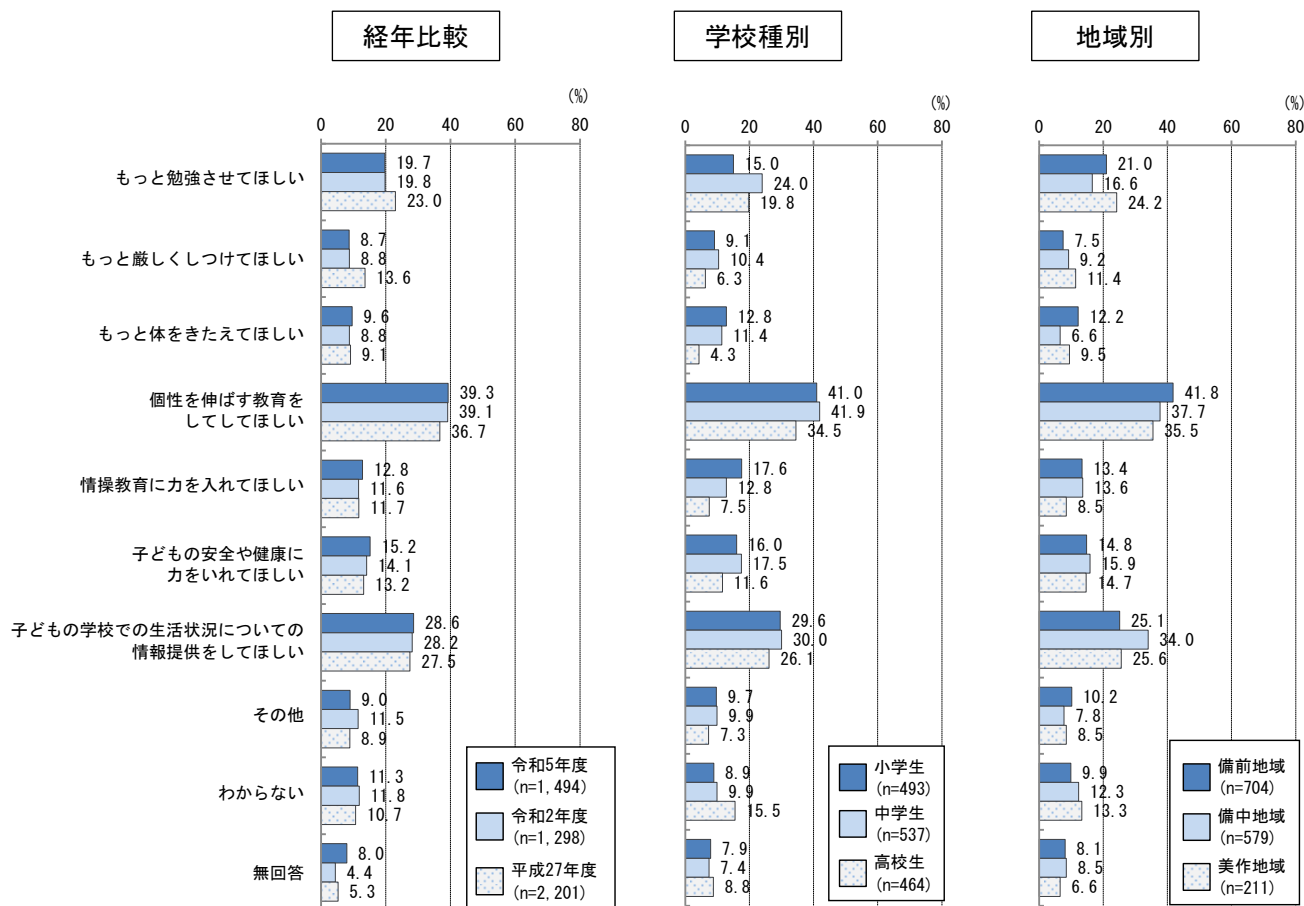 経年比較
学校種別
地域別
(%)
0 20 40 60 80
(%)
0 20 40 60 80
(%)
0 20 40 60 80
もっと勉強させてほしい
19.7
19.8
23.0
15.0
24.0
19.8
21.0
16.6
24.2
もっと厳しくしつけてほしい
8.7
8.8
13.6
9.1
10.4
6.3
7.5
9.2
11.4
もっと体をきたえてほしい
9.6
8.8
9.1
12.8
11.4
4.3
12.2
6.6
9.5
個性を伸ばす教育を
してしてほしい
39.3
39.1
36.7
41.0
41.9
34.5
41.8
37.7
35.5
情操教育に力を入れてほしい
12.8
11.6
11.7
17.6
12.8
7.5
13.4
13.6
8.5
子どもの安全や健康に
力をいれてほしい
15.2
14.1
13.2
16.0
17.5
11.6
14.8
15.9
14.7
子どもの学校での生活状況についての
情報提供をしてほしい
28.6
28.2
27.5
29.6
30.0
26.1
25.1
34.0
25.6
その他
9.0
11.5
8.9
9.7
9.9
7.3
10.2
7.8
8.5
わからない
11.3
11.8
10.7
8.9
9.9
15.5
9.9
12.3
13.3
無回答
8.0
4.4
5.3
7.9
7.4
8.8
8.1
8.5
6.6
令和5年度
(n=1,494)
令和2年度
(n=1,298)
平成27年度
(n=2,201)
小学生
(n=493)
中学生
(n=537)
高校生
(n=464)
備前地域
(n=704)
備中地域
(n=579)
美作地域
(n=211)